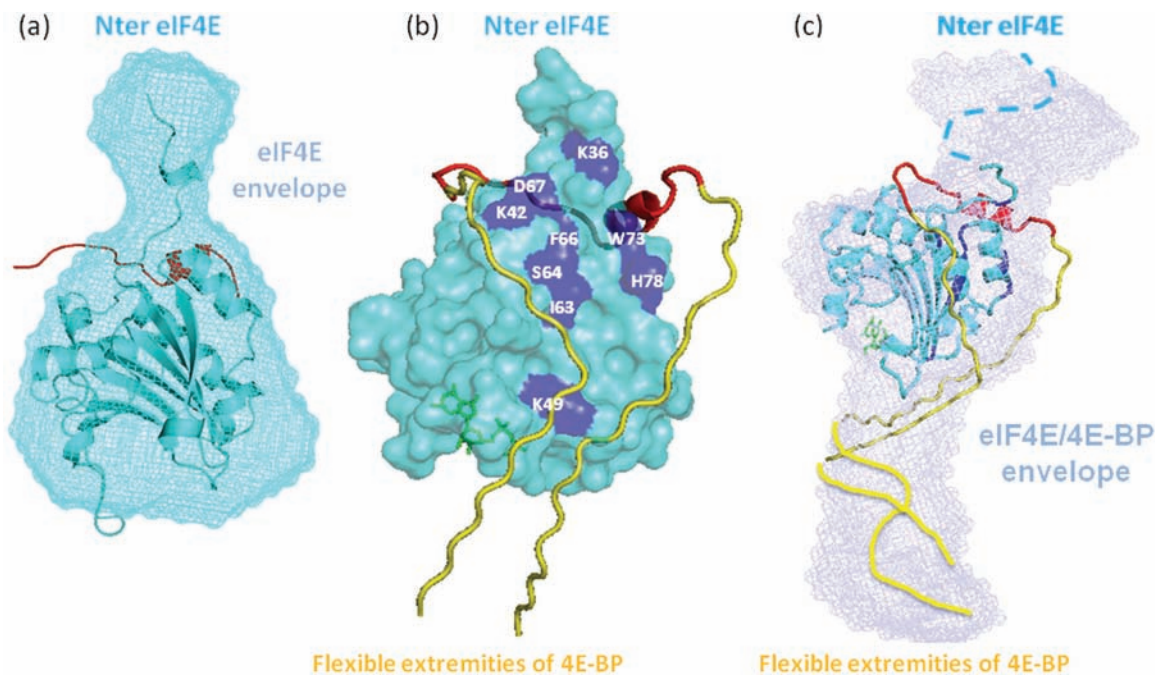 (a)
Nter eIF4E
eIF4E
envelope
(b)
Nter eIF4E
K36
D67
K42
F66
W73
S64
H78
I63
K49
Flexible extremities of 4E-BP
(c)
Nter eIF4E
eIF4E/4E-BP
envelope
Flexible extremities of 4E-BP